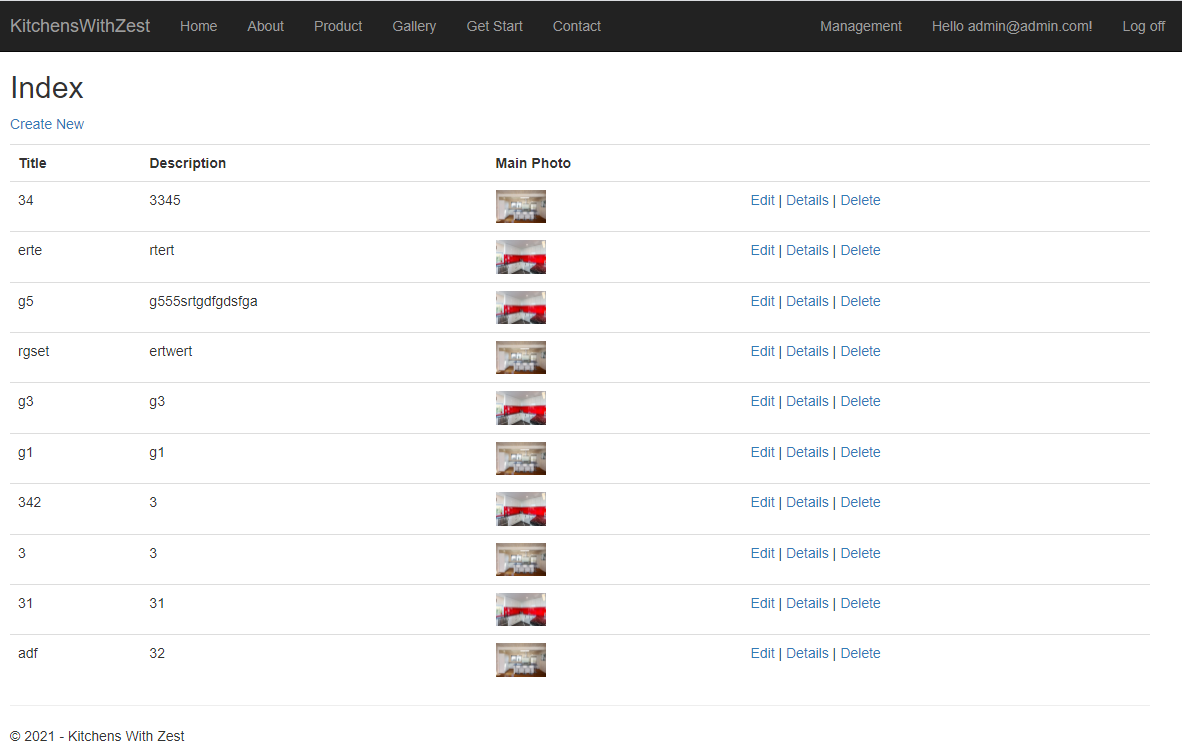 KitchensWithZest Home About Product Gallery Get Start Contact Management Hello admin@admin.com! Log off
Index
Create New
Title Description Main Photo
34 3345 Edit | Details | Delete
erte rtert Edit | Details | Delete
g5 g555srtgdfgdsfga Edit | Details | Delete
rgset ertwert Edit | Details | Delete
g3 g3 Edit | Details | Delete
g1 g1 Edit | Details | Delete
342 3 Edit | Details | Delete
3 3 Edit | Details | Delete
31 31 Edit | Details | Delete
adf 32 Edit | Details | Delete
© 2021 - Kitchens With Zest